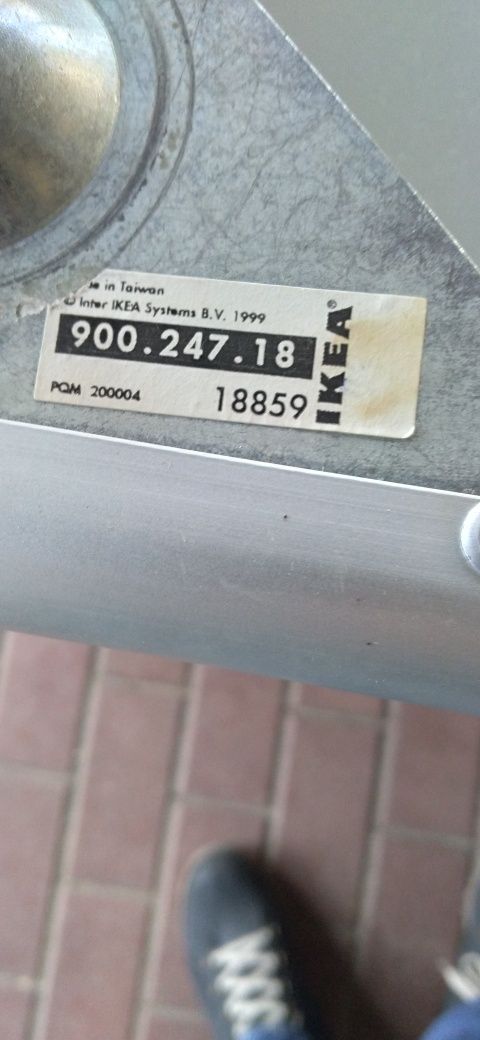 in Taiwan
© Inter IKEA Systems B.V. 1999
900.247.18
PQM 200004
18859
IKEA®